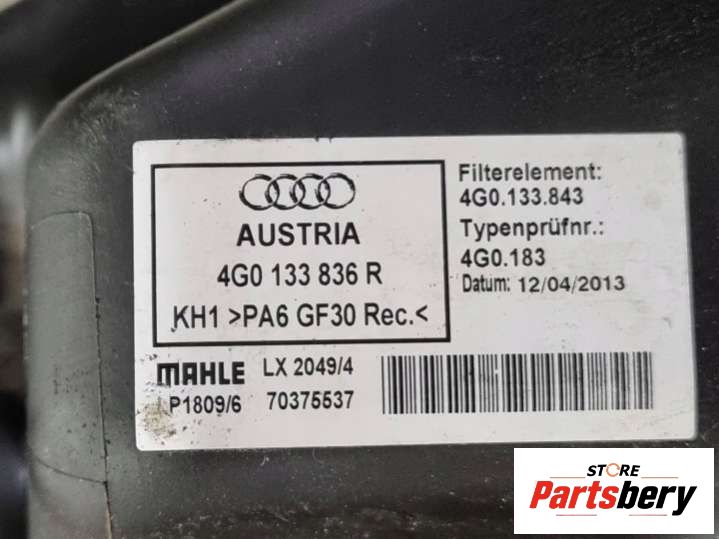 AUSTRIA
4G0 133 836 R
KH1 >PA6 GF30 Rec.<
Filterelement:
4G0.133.843
Typenprüfnr.:
4G0.183
Datum: 12/04/2013
MAHLE LX 2049/4
P1809/6 70375537
STORE
Partsbery